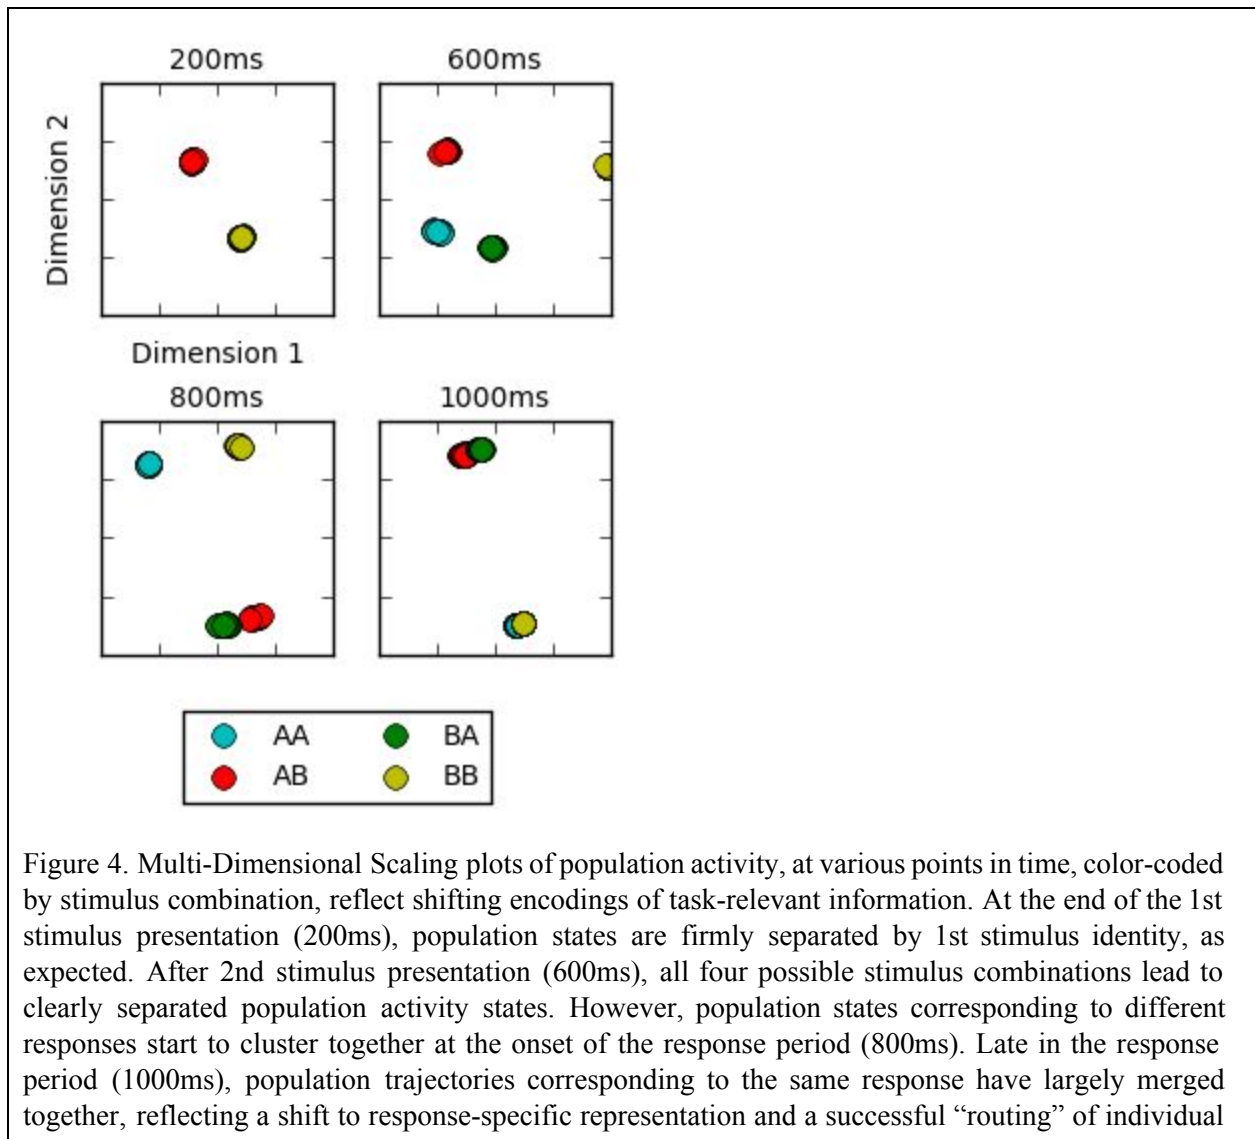 200ms
600ms
Dimension 2
Dimension 1
800ms
1000ms
AA
BA
AB
BB
Figure 4. Multi-Dimensional Scaling plots of population activity, at various points in time, color-coded
by stimulus combination, reflect shifting encodings of task-relevant information. At the end of the 1st
stimulus presentation (200ms), population states are firmly separated by 1st stimulus identity, as
expected. After 2nd stimulus presentation (600ms), all four possible stimulus combinations lead to
clearly separated population activity states. However, population states corresponding to different
responses start to cluster together at the onset of the response period (800ms). Late in the response
period (1000ms), population trajectories corresponding to the same response have largely merged
together, reflecting a shift to response-specific representation and a successful “routing” of individual